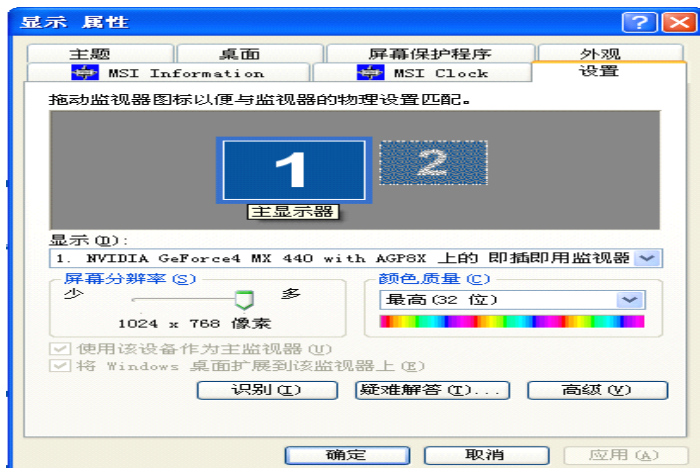 显示 属性
主题 桌面 屏幕保护程序 外观
MSI Information MSI Clock 设置
拖动监视器图标以便与监视器的物理设置匹配。
1 2
主显示器
显示(D):
1. NVIDIA GeForce4 MX 440 with AGP8X 上的 即插即用监视器
屏幕分辨率(S) 颜色质量(C)
少 多 最高(32 位)
1024 x 768 像素
使用该设备作为主监视器(U)
将 Windows 桌面扩展到该监视器上(E)
识别(I) 疑难解答(T)... 高级(V)
确定 取消 应用(A)